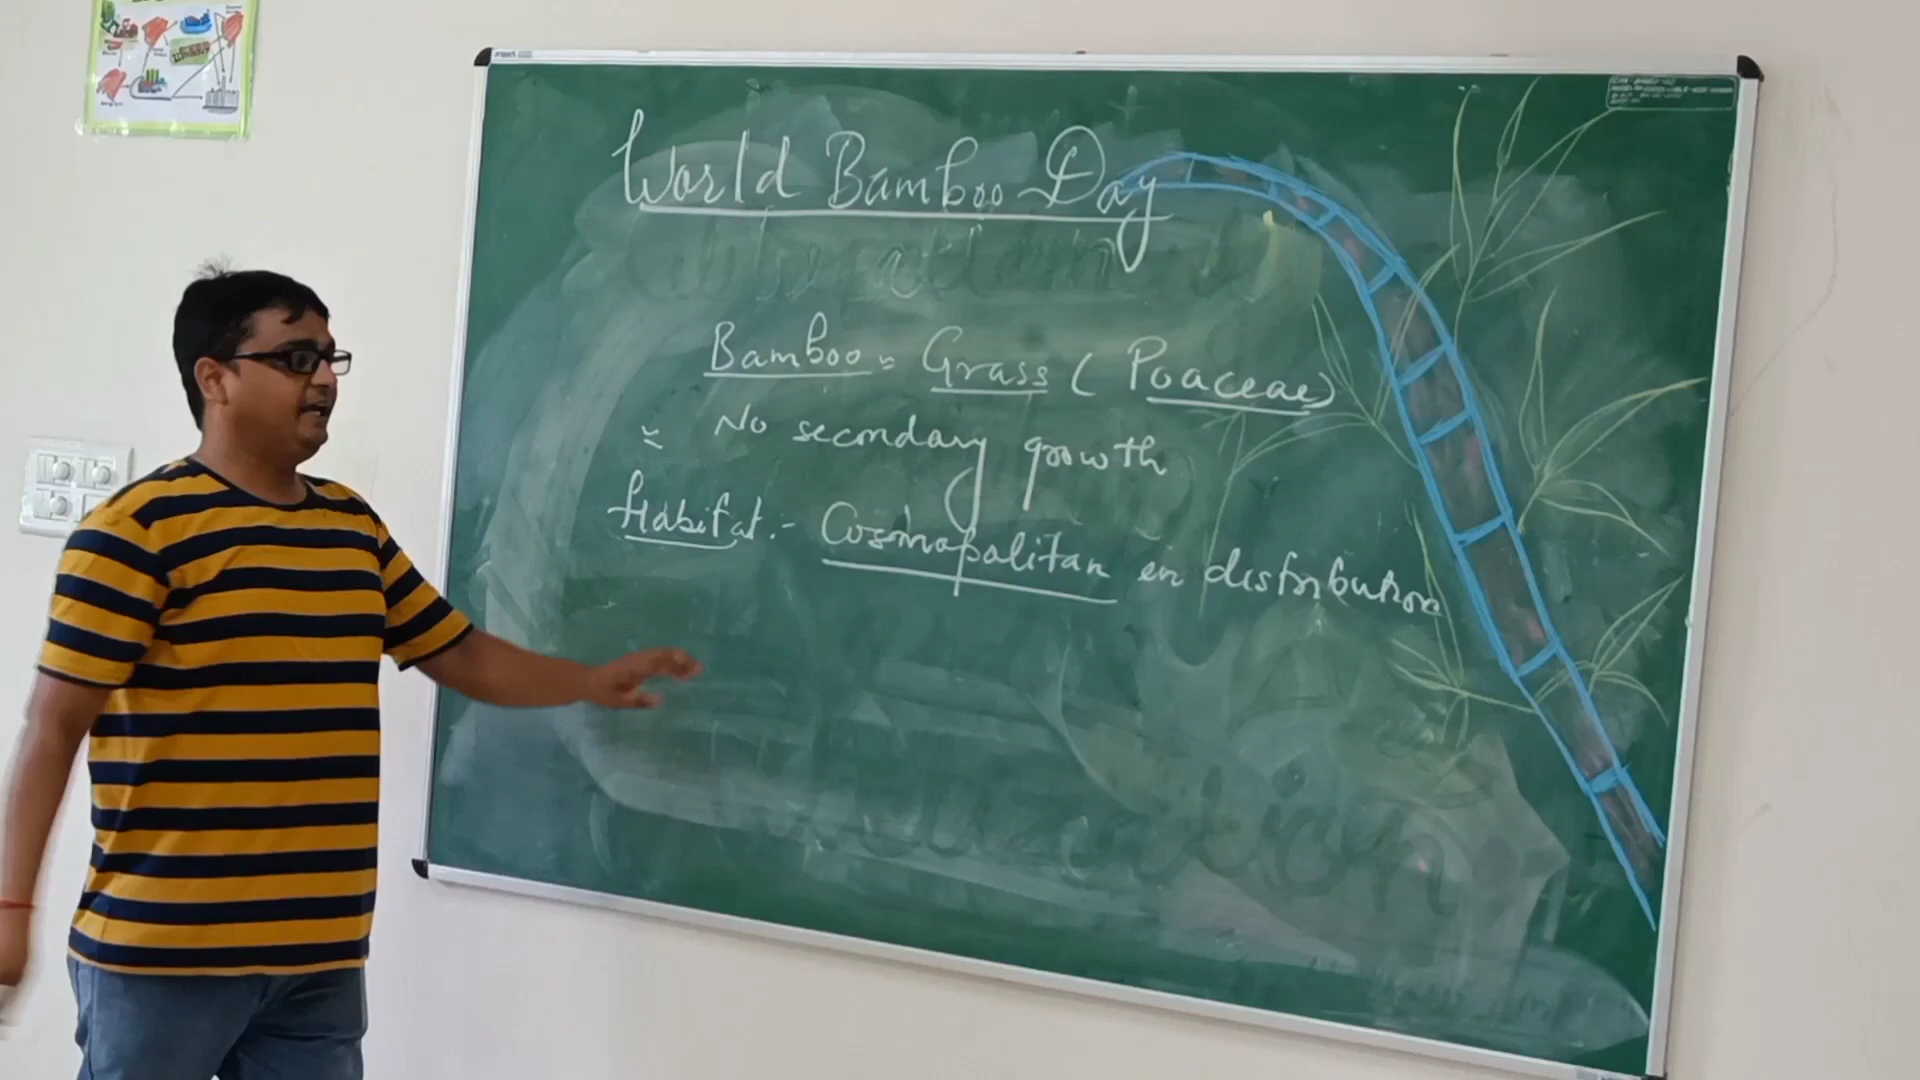 World Bamboo Day
Bamboo = Grass (Poaceae)
= No secondary growth
Habitat :- Cosmopolitan in distribution